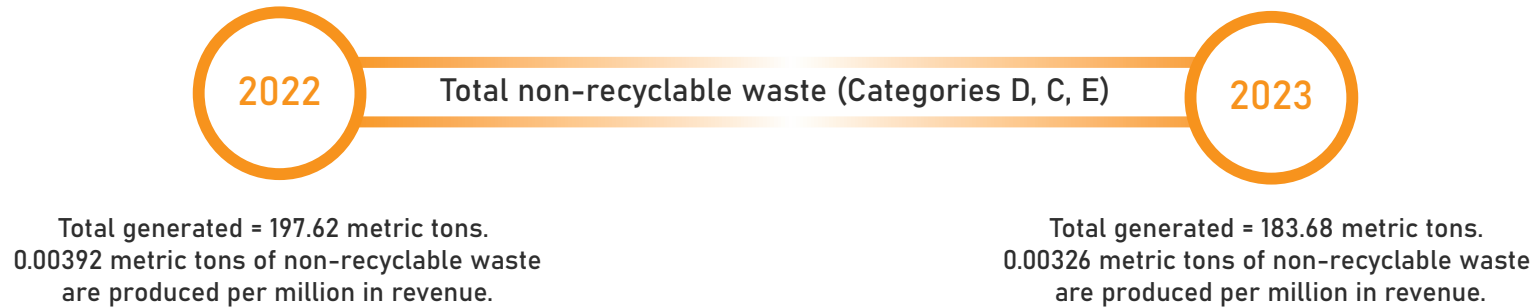 2022
Total non-recyclable waste (Categories D, C, E)
2023
Total generated = 197.62 metric tons.
0.00392 metric tons of non-recyclable waste
are produced per million in revenue.
Total generated = 183.68 metric tons.
0.00326 metric tons of non-recyclable waste
are produced per million in revenue.